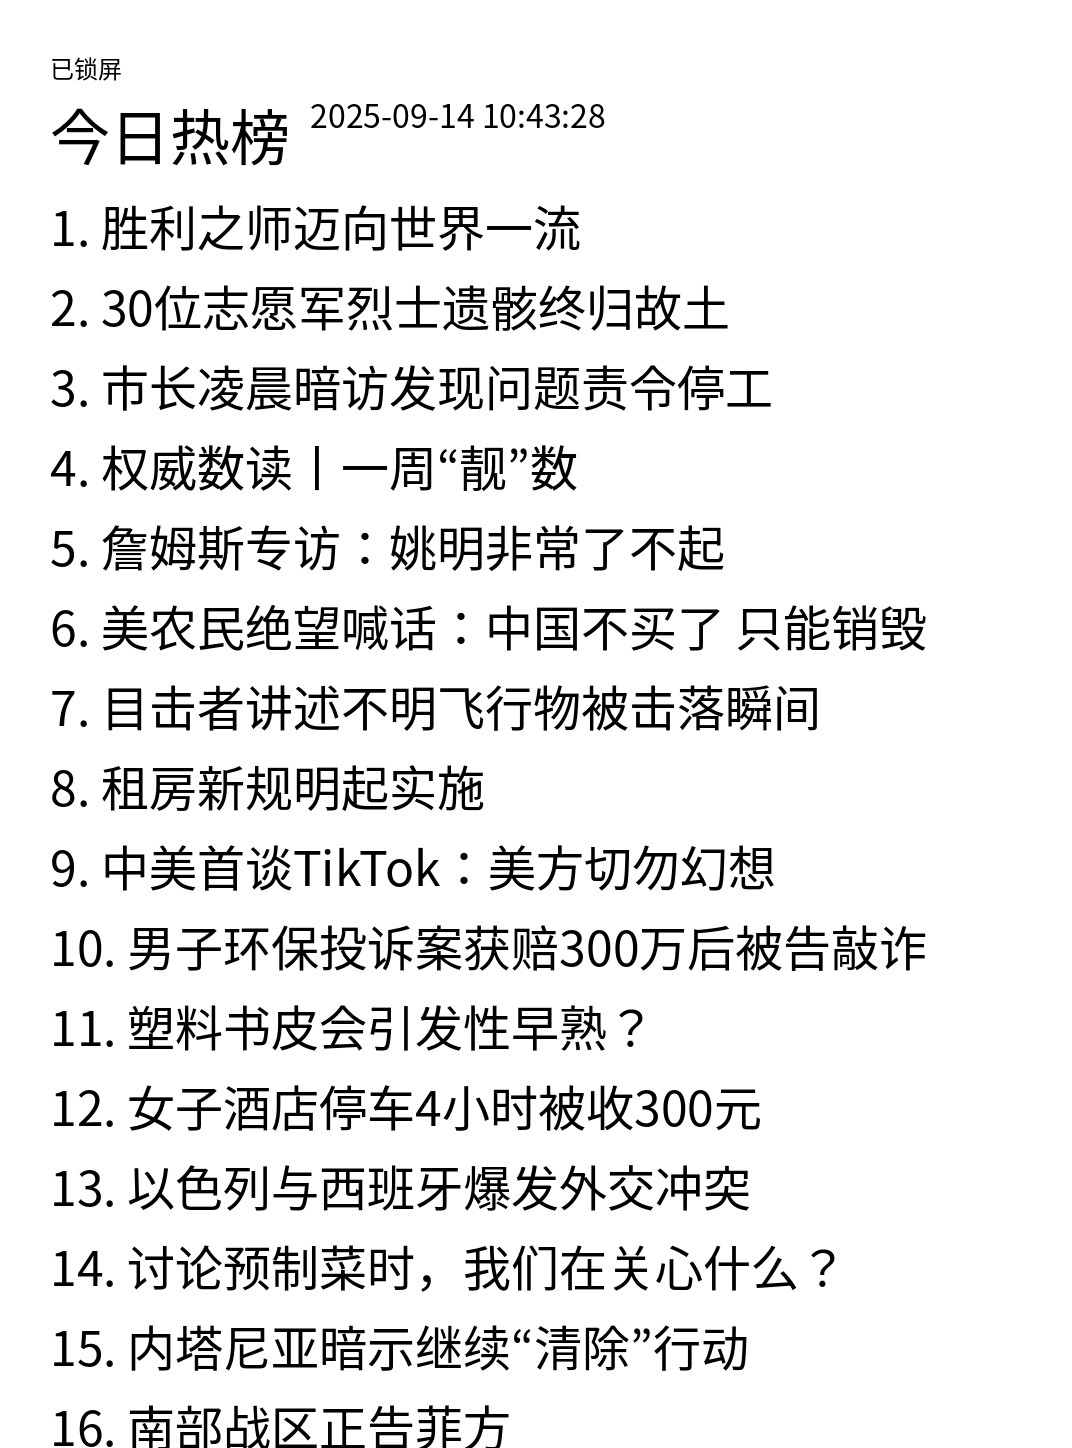 已锁屏
今日热榜 2025-09-14 10:43:28
1. 胜利之师迈向世界一流
2. 30位志愿军烈士遗骸终归故土
3. 市长凌晨暗访发现问题责令停工
4. 权威数读丨一周“靓”数
5. 詹姆斯专访：姚明非常了不起
6. 美农民绝望喊话：中国不买了 只能销毁
7. 目击者讲述不明飞行物被击落瞬间
8. 租房新规明起实施
9. 中美首谈TikTok：美方切勿幻想
10. 男子环保投诉案获赔300万后被告敲诈
11. 塑料书皮会引发性早熟？
12. 女子酒店停车4小时被收300元
13. 以色列与西班牙爆发外交冲突
14. 讨论预制菜时，我们在关心什么？
15. 内塔尼亚暗示继续“清除”行动
16. 南部战区正告菲方